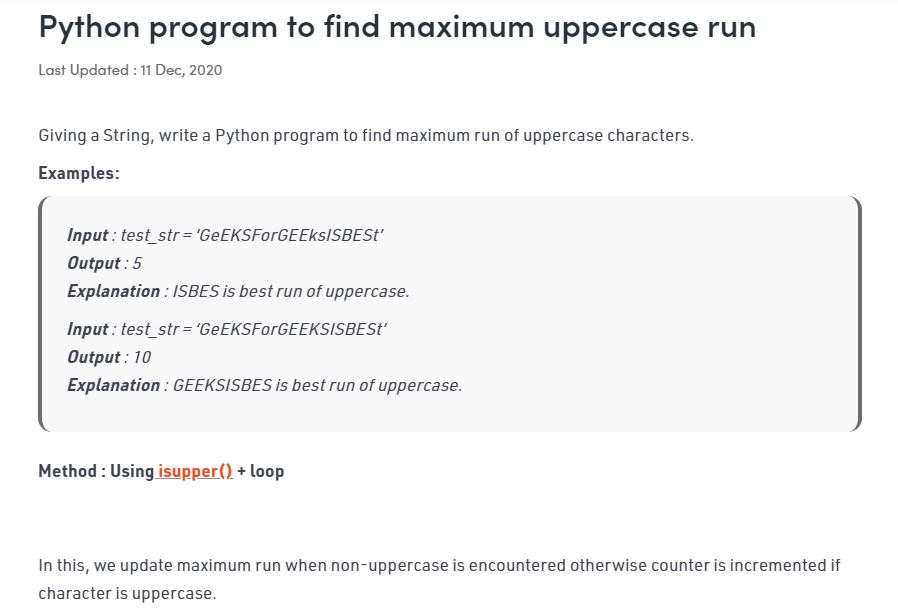 Python program to find maximum uppercase run
Last Updated : 11 Dec, 2020
Giving a String, write a Python program to find maximum run of uppercase characters.
Examples:
Input : test_str = 'GeEKSForGEEksISBESt'
Output : 5
Explanation : ISBES is best run of uppercase.
Input : test_str = 'GeEKSForGEEKSISBESt'
Output : 10
Explanation : GEEKSISBES is best run of uppercase.
Method : Using isupper() + loop
In this, we update maximum run when non-uppercase is encountered otherwise counter is incremented if
character is uppercase.